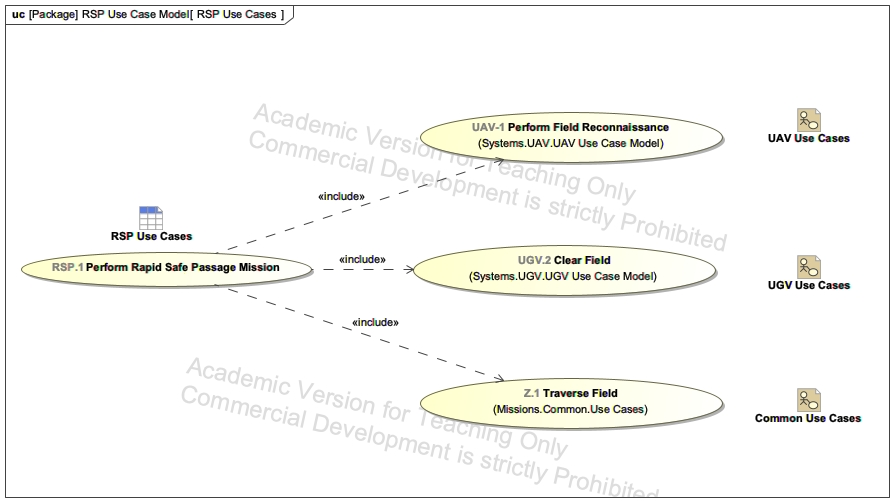 uc [Package] RSP Use Case Model[ RSP Use Cases ]
Academic Version for Teaching Only
Commercial Development is strictly Prohibited
UAV-1 Perform Field Reconnaissance
(Systems.UAV.UAV Use Case Model)
UAV Use Cases
«include»
RSP Use Cases
RSP.1 Perform Rapid Safe Passage Mission
«include»
UGV.2 Clear Field
(Systems.UGV.UGV Use Case Model)
UGV Use Cases
«include»
Academic Version for Teaching Only
Commercial Development is strictly Prohibited
Z.1 Traverse Field
(Missions.Common.Use Cases)
Common Use Cases